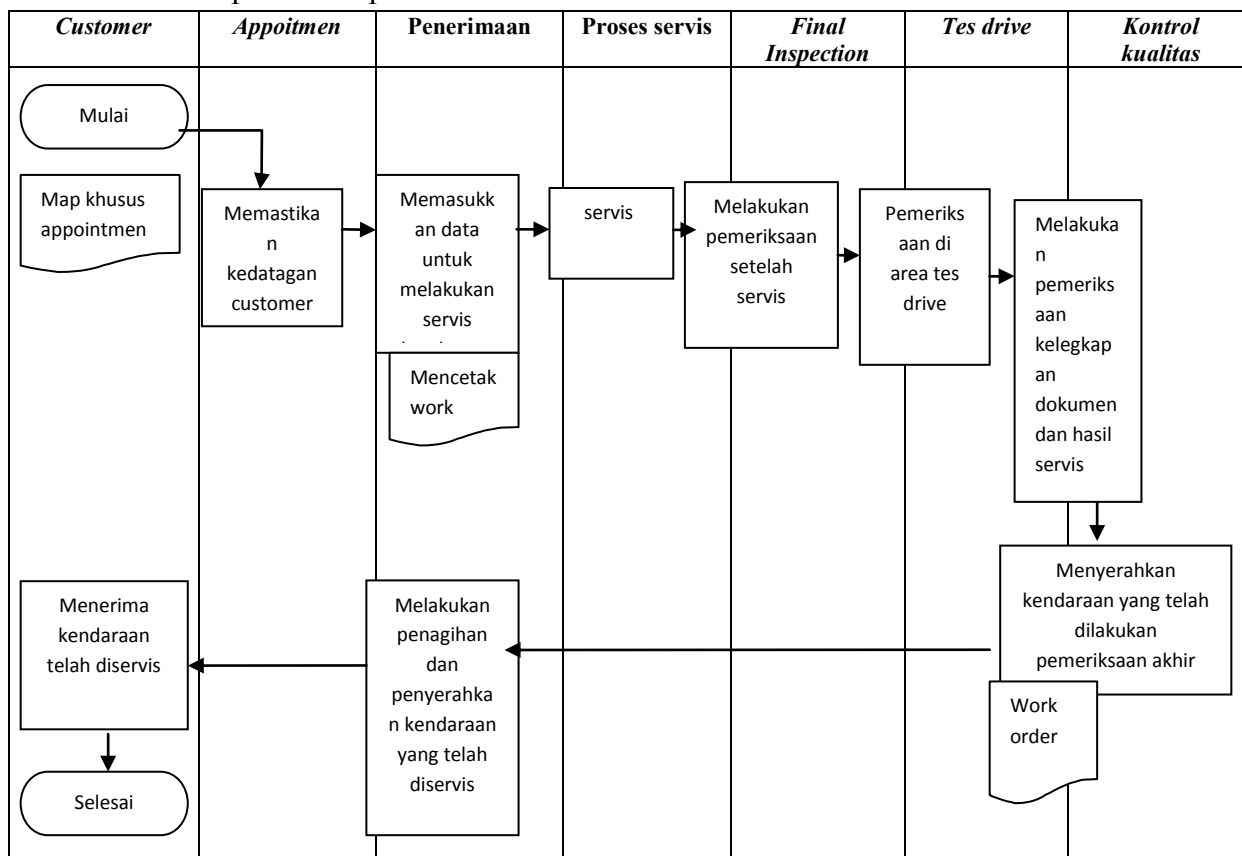 Customer
Appoitmen
Penerimaan
Proses servis
Final
Inspection
Tes drive
Kontrol
kualitas
Mulai
Map khusus
appointmen
Memastika
n
kedatagan
customer
Memasukk
an data
untuk
melakukan
servis
Mencetak
work
servis
Melakukan
pemeriksaan
setelah
servis
Pemeriks
aan di
area tes
drive
Melakuka
n
pemeriks
aan
kelegkap
an
dokumen
dan hasil
servis
Menyerahkan
kendaraan yang telah
dilakukan
pemeriksaan akhir
Work
order
Melakukan
penagihan
dan
penyerahka
n kendaraan
yang telah
diservis
Menerima
kendaraan
telah diservis
Selesai